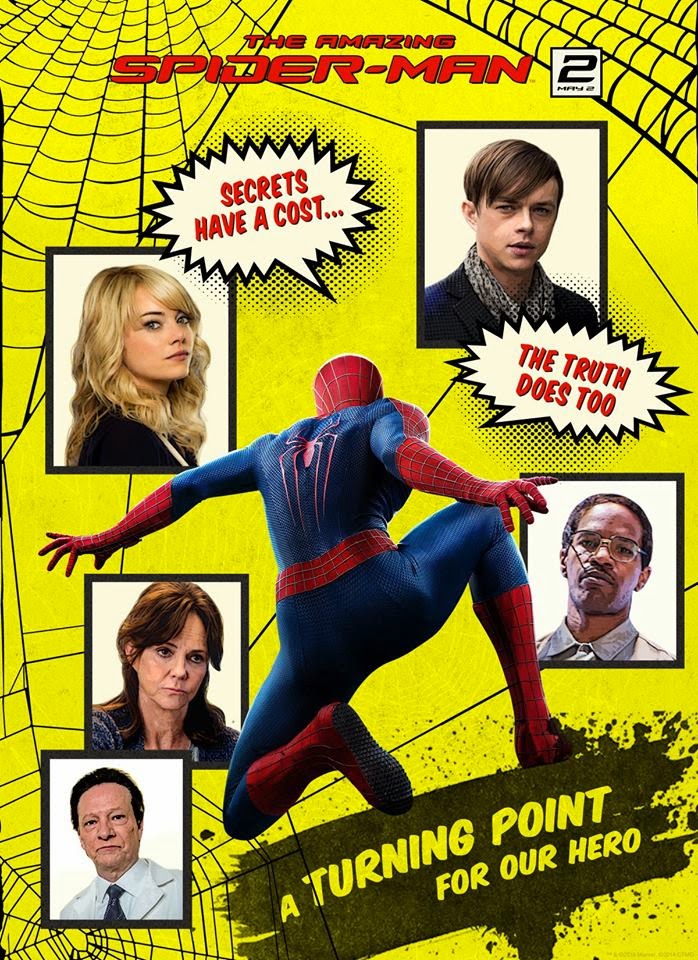 THE AMAZING
SPIDER-MAN 2
MAY 2
SECRETS
HAVE A COST...
THE TRUTH
DOES TOO
A TURNING POINT
FOR OUR HERO